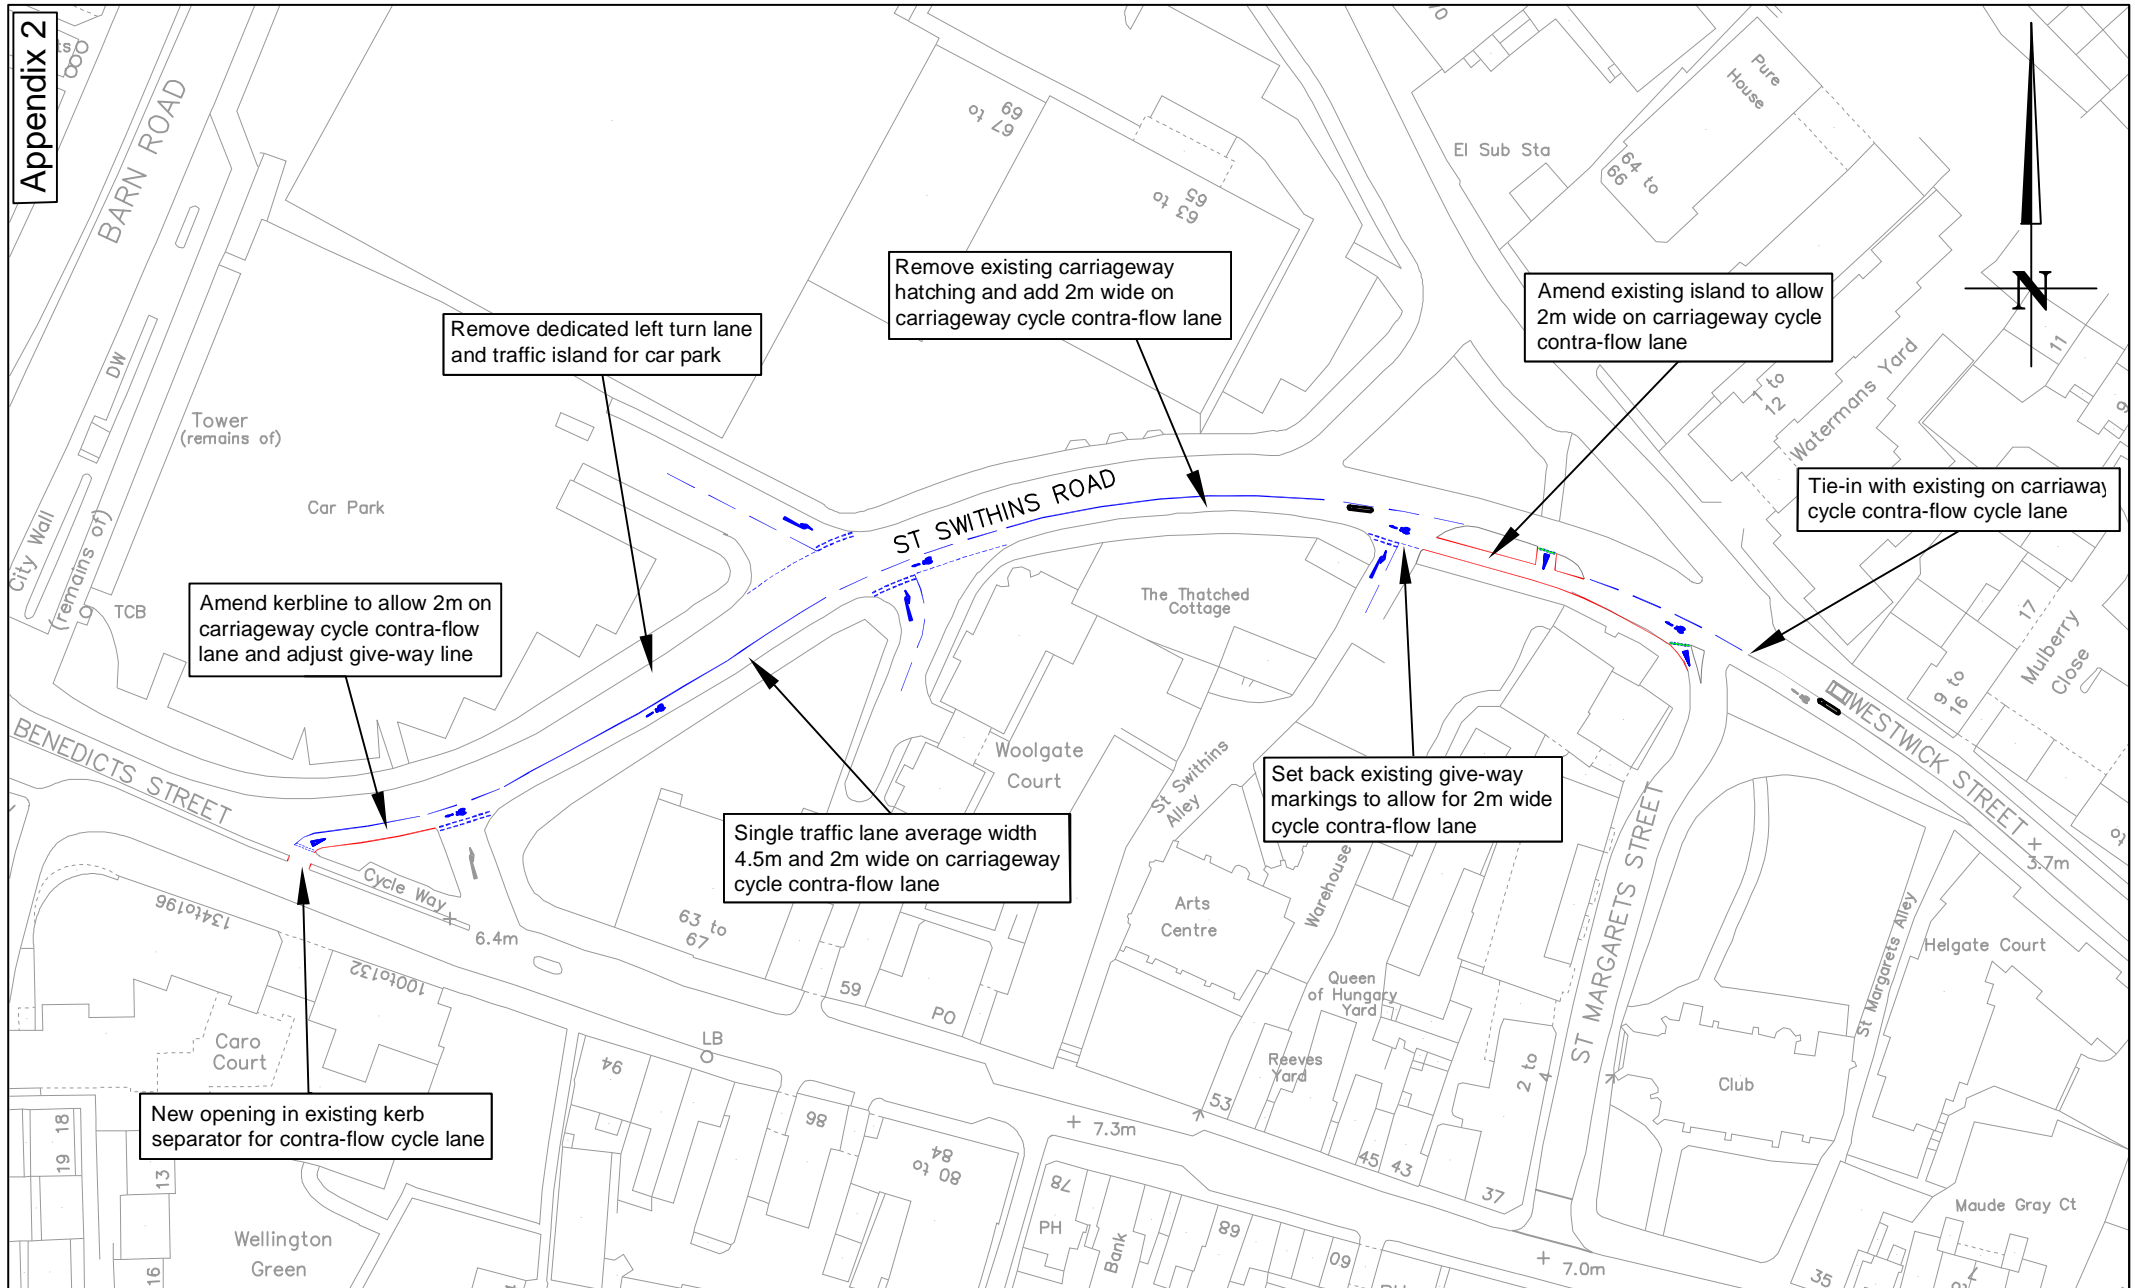 Appendix 2
BARN ROAD
69
67 to
65
63 to
El Sub Sta
Pure
House
64 to
66
N
Remove existing carriageway
hatching and add 2m wide on
carriageway cycle contra-flow lane
Amend existing island to allow
2m wide on carriageway cycle
contra-flow lane
Remove dedicated left turn lane
and traffic island for car park
DW
Tower
(remains of)
Car Park
City Wall
(remains of)
TCB
1 to
12
Watermans Yard
11
9
ST SWITHINS ROAD
Tie-in with existing on carriaway
cycle contra-flow cycle lane
Amend kerbline to allow 2m on
carriageway cycle contra-flow
lane and adjust give-way line
The Thatched
Cottage
17
Mulberry
Close
9 to
16
BENEDICTS STREET
Woolgate
Court
St Swithins
Alley
WESTWICK STREET
3.7m
Single traffic lane average width
4.5m and 2m wide on carriageway
cycle contra-flow lane
Set back existing give-way
markings to allow for 2m wide
cycle contra-flow lane
Cycle Way
6.4m
134to196
100to132
63 to
67
59
PO
Arts
Centre
Warehouse
Queen
of Hungary
Yard
ST MARGARETS STREET
St Margarets Alley
Helgate Court
Caro
Court
LB
94
86
84
80 to
Reeves
Yard
53
2 to
4
Club
New opening in existing kerb
separator for contra-flow cycle lane
18
19
13
16
7.3m
45
43
37
78
PH
Bank
68
60
7.0m
35
Maude Gray Ct
Wellington
Green